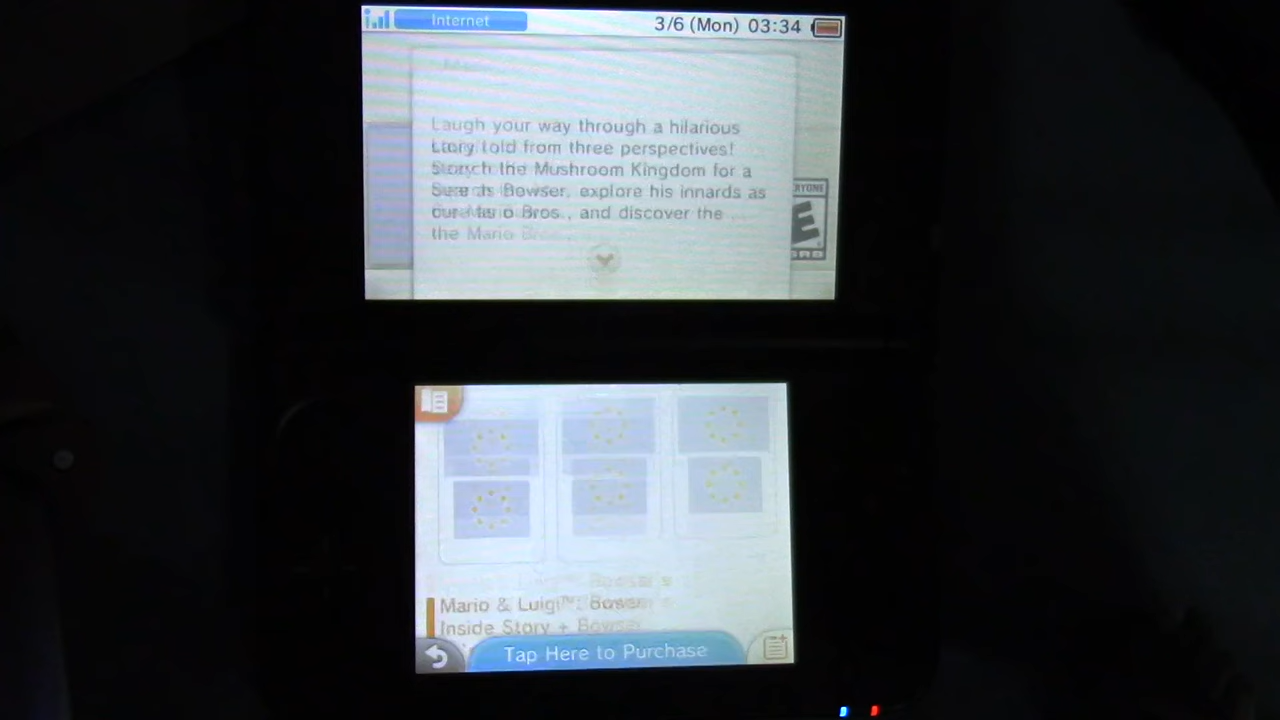 Internet
3/6 (Mon) 03:34
Laugh your way through a hilarious
story told from three perspectives!
the Mushroom Kingdom for a
Bowser, explore his innards as
Bros., and discover the
the Mario
E
Mario & Luigi™: Bowser's
Inside Story + Bowser
Tap Here to Purchase